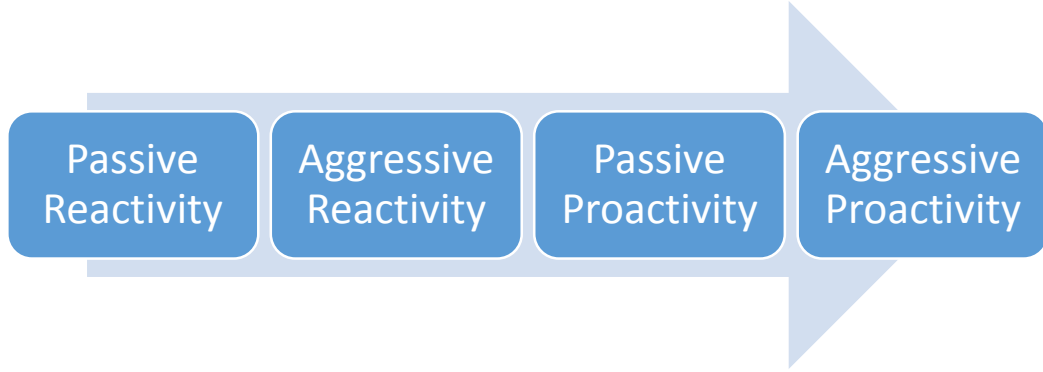 Passive
Reactivity
Aggressive
Reactivity
Passive
Proactivity
Aggressive
Proactivity